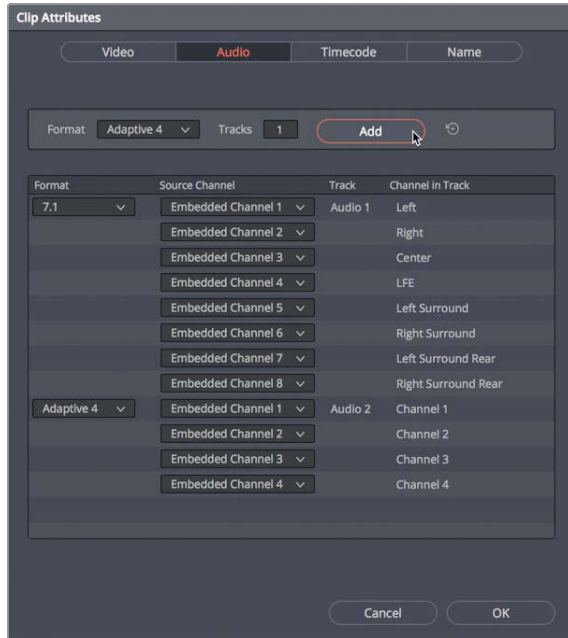 Clip Attributes
Video Audio Timecode Name
Format Adaptive 4 Tracks 1 Add
Format Source Channel Track Channel in Track
7.1 Embedded Channel 1 Audio 1 Left
Embedded Channel 2 Right
Embedded Channel 3 Center
Embedded Channel 4 LFE
Embedded Channel 5 Left Surround
Embedded Channel 6 Right Surround
Embedded Channel 7 Left Surround Rear
Embedded Channel 8 Right Surround Rear
Adaptive 4 Embedded Channel 1 Audio 2 Channel 1
Embedded Channel 2 Channel 2
Embedded Channel 3 Channel 3
Embedded Channel 4 Channel 4
Cancel OK